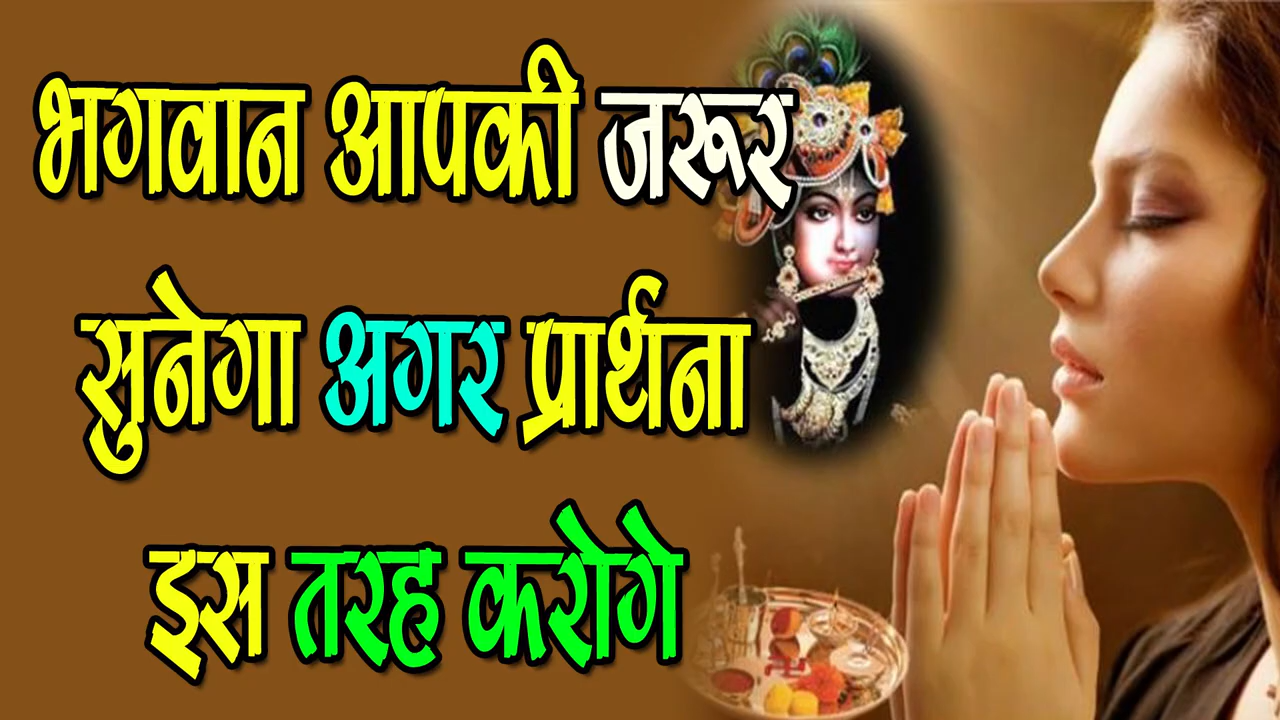 भगवान आपकी जरूर
सुनेगा अगर प्रार्थना
इस तरह करोगे